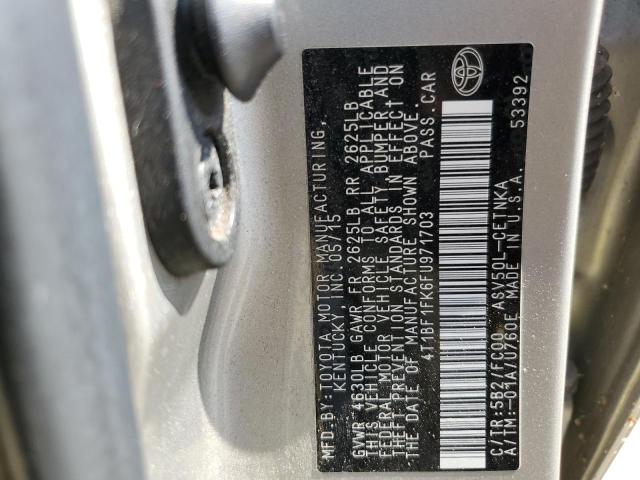 MFD.BY:TOYOTA MOTOR MANUFACTURING,
KENTUCKY INC. 05/15
GVWR 4630LB GAWR FR 2625LB RR 2625LB
THIS VEHICLE CONFORMS TO ALL APPLICABLE
FEDERAL MOTOR VEHICLE SAFETY, BUMPER, AND
THEFT PREVENTION STANDARDS IN EFFECT ON
THE DATE OF MANUFACTURE SHOWN ABOVE.
4T1BF1FK6FU971703 PASS.CAR
C/TR:5B2/FC00 ASV50L-CETNKA
A/TM:-01A/U760E MADE IN U.S.A.
53392